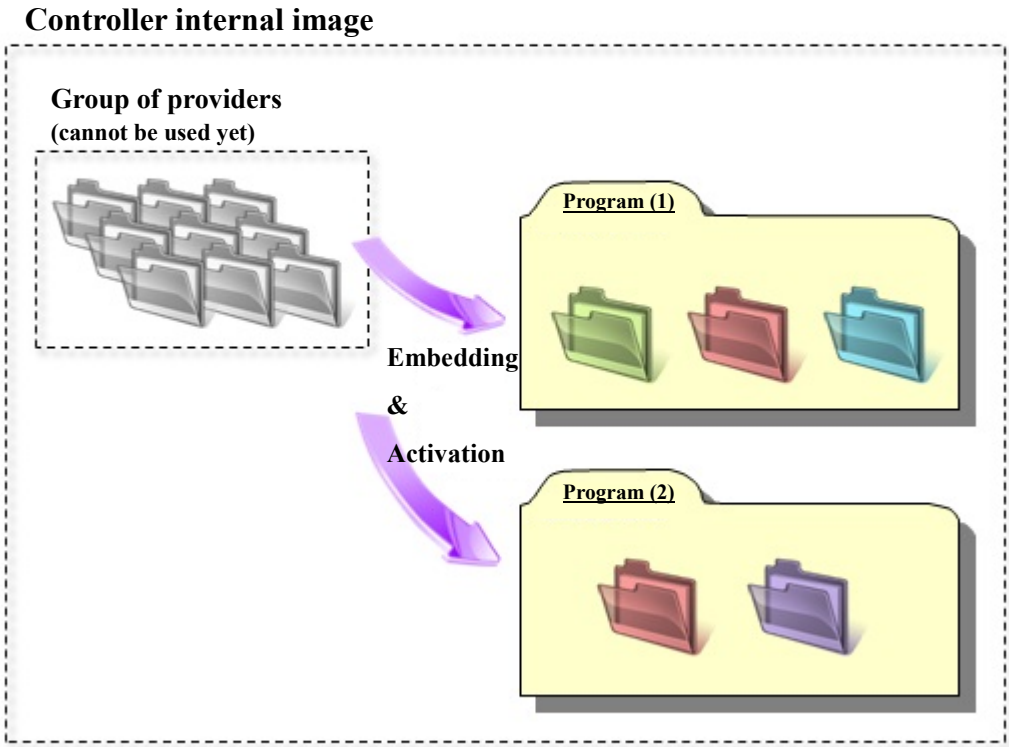 Controller internal image
Group of providers
(cannot be used yet)
Program (1)
Embedding
&
Activation
Program (2)